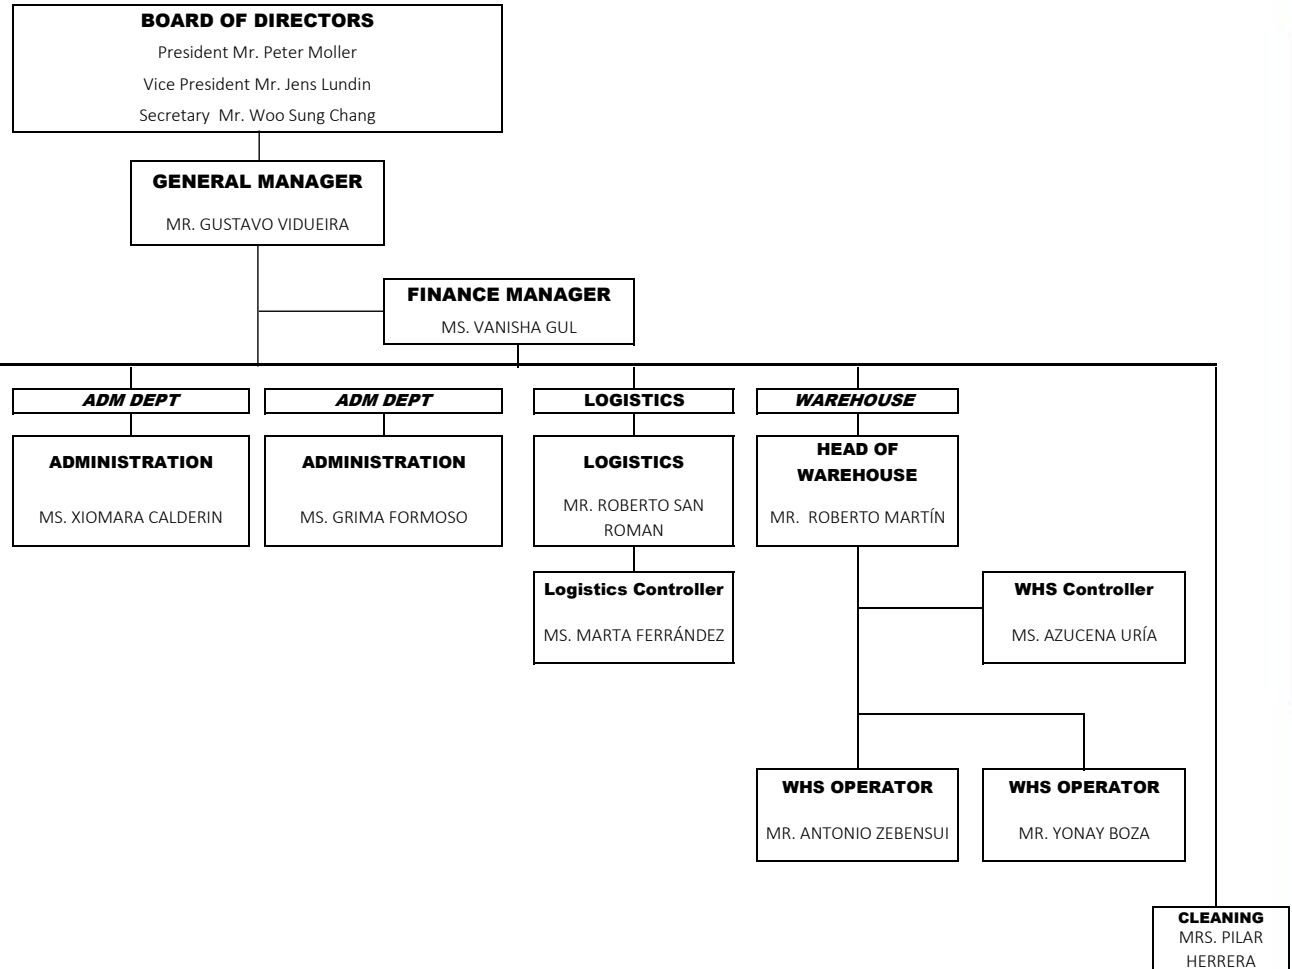 BOARD OF DIRECTORS
President Mr. Peter Moller
Vice President Mr. Jens Lundin
Secretary Mr. Woo Sung Chang
GENERAL MANAGER
MR. GUSTAVO VIDUEIRA
FINANCE MANAGER
MS. VANISHA GUL
ADM DEPT
ADMINISTRATION
MS. XIOMARA CALDERIN
ADM DEPT
ADMINISTRATION
MS. GRIMA FORMOSO
LOGISTICS
LOGISTICS
MR. ROBERTO SAN
ROMAN
Logistics Controller
MS. MARTA FERRÁNDEZ
WAREHOUSE
HEAD OF
WAREHOUSE
MR. ROBERTO MARTÍN
WHS Controller
MS. AZUCENA URÍA
WHS OPERATOR
MR. ANTONIO ZEBENSUI
WHS OPERATOR
MR. YONAY BOZA
CLEANING
MRS. PILAR
HERRERA